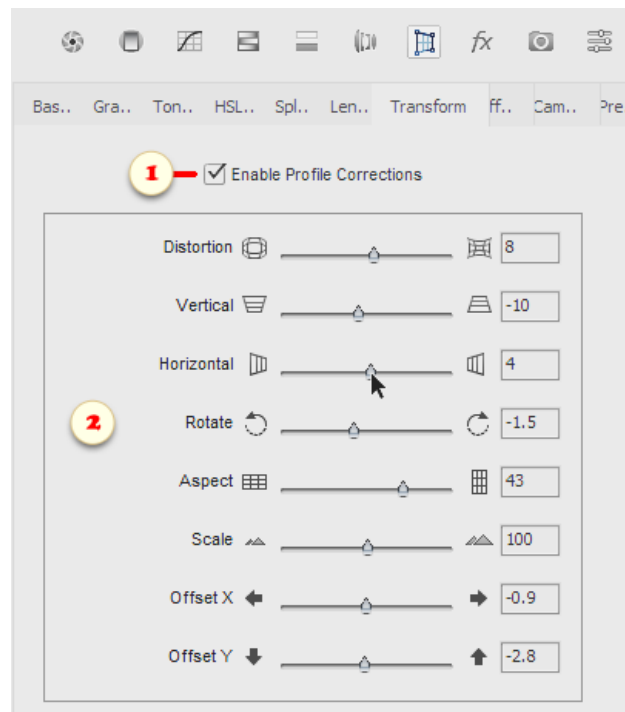 fx
Bas.. Gra.. Ton.. HSL.. Spl.. Len.. Transform ff.. Cam.. Pre
1 Enable Profile Corrections
Distortion 8
Vertical -10
Horizontal 4
2
Rotate -1.5
Aspect 43
Scale 100
Offset X -0.9
Offset Y -2.8